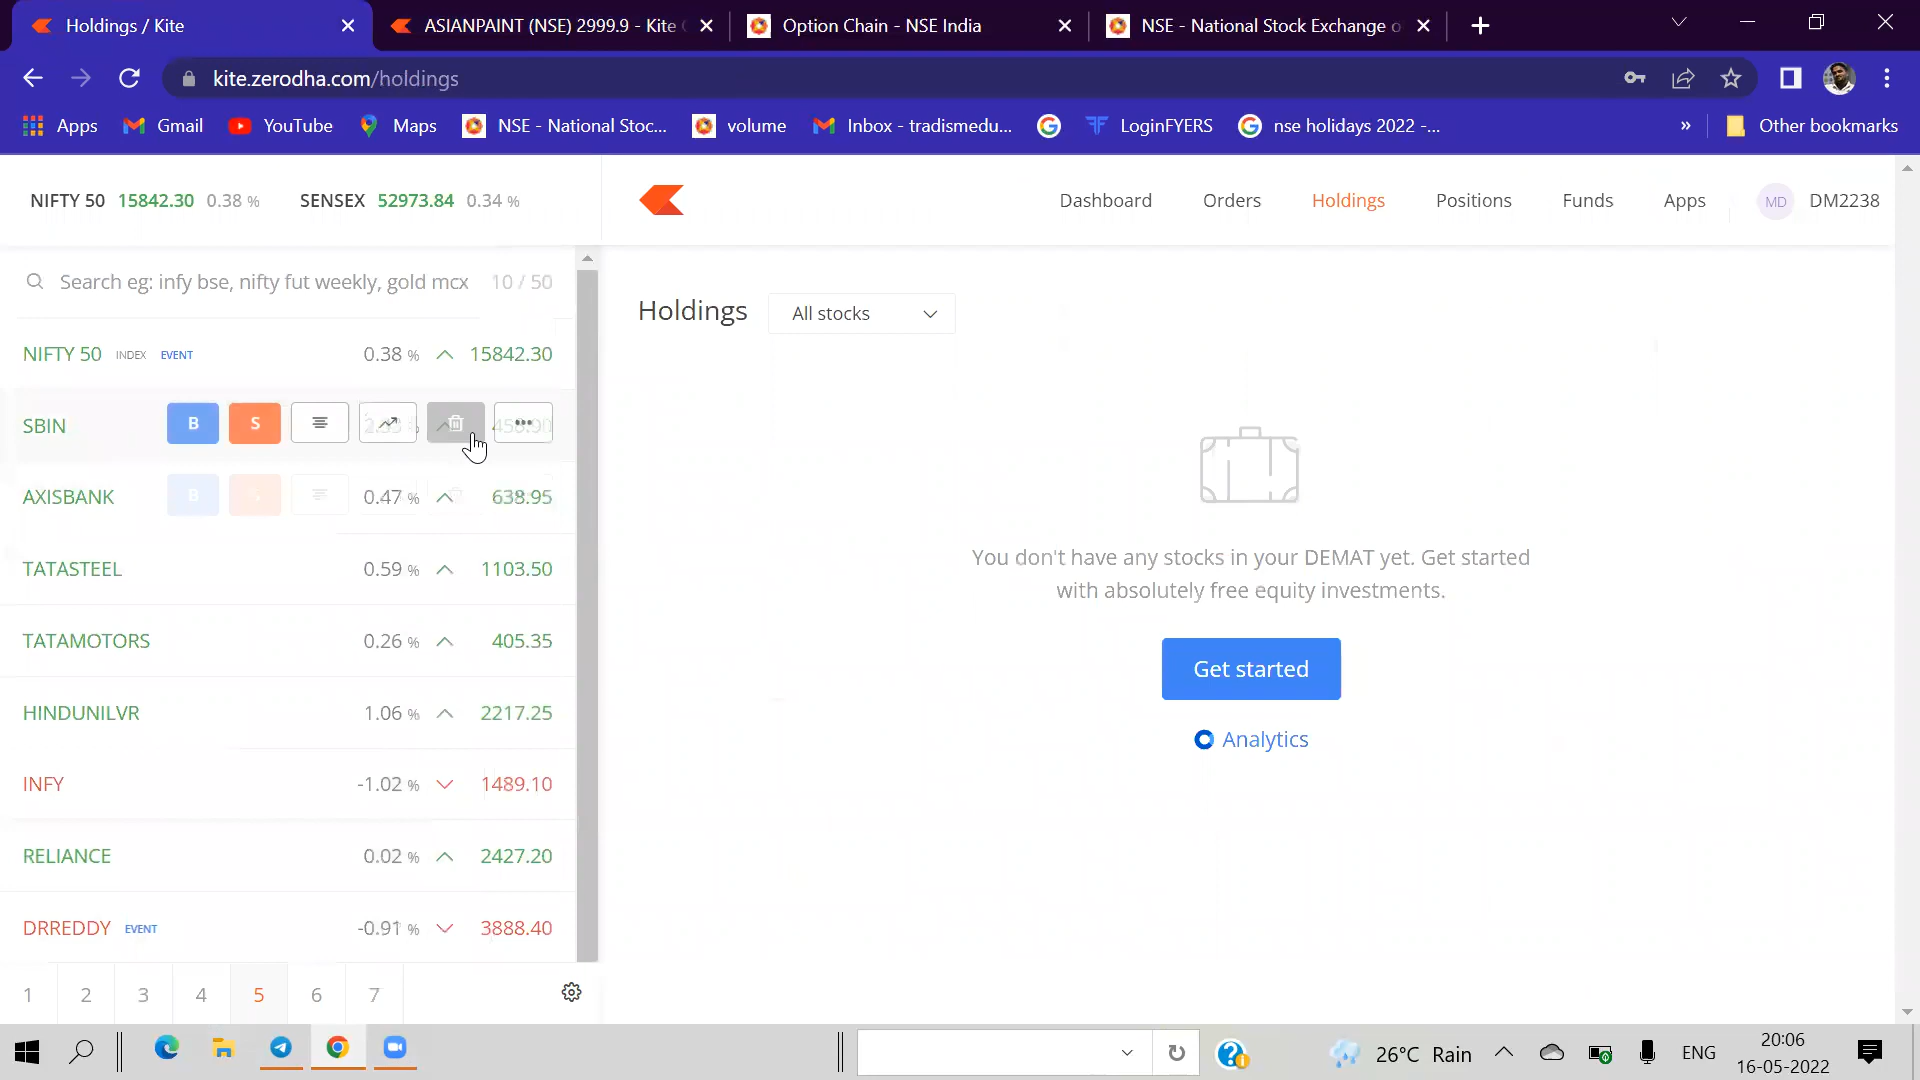 Holdings / Kite
ASIANPAINT (NSE) 2999.9 - Kite
Option Chain - NSE India
NSE - National Stock Exchange o
kite.zerodha.com/holdings
Apps
Gmail
YouTube
Maps
NSE - National Stoc...
volume
Inbox - tradismedu...
LoginFYERS
nse holidays 2022 -...
»
Other bookmarks
NIFTY 50 15842.30 0.38 %
SENSEX 52973.84 0.34 %
Dashboard
Orders
Holdings
Positions
Funds
Apps
MD
DM2238
Search eg: infy bse, nifty fut weekly, gold mcx
10 / 50
NIFTY 50 INDEX EVENT 0.38 % 15842.30
SBIN B S
AXISBANK B S 0.47 % 638.95
TATASTEEL 0.59 % 1103.50
TATAMOTORS 0.26 % 405.35
HINDUNILVR 1.06 % 2217.25
INFY -1.02 % 1489.10
RELIANCE 0.02 % 2427.20
DRREDDY EVENT -0.91 % 3888.40
1 2 3 4 5 6 7
Holdings
All stocks
You don't have any stocks in your DEMAT yet. Get started
with absolutely free equity investments.
Get started
Analytics
26°C Rain
ENG
20:06
16-05-2022